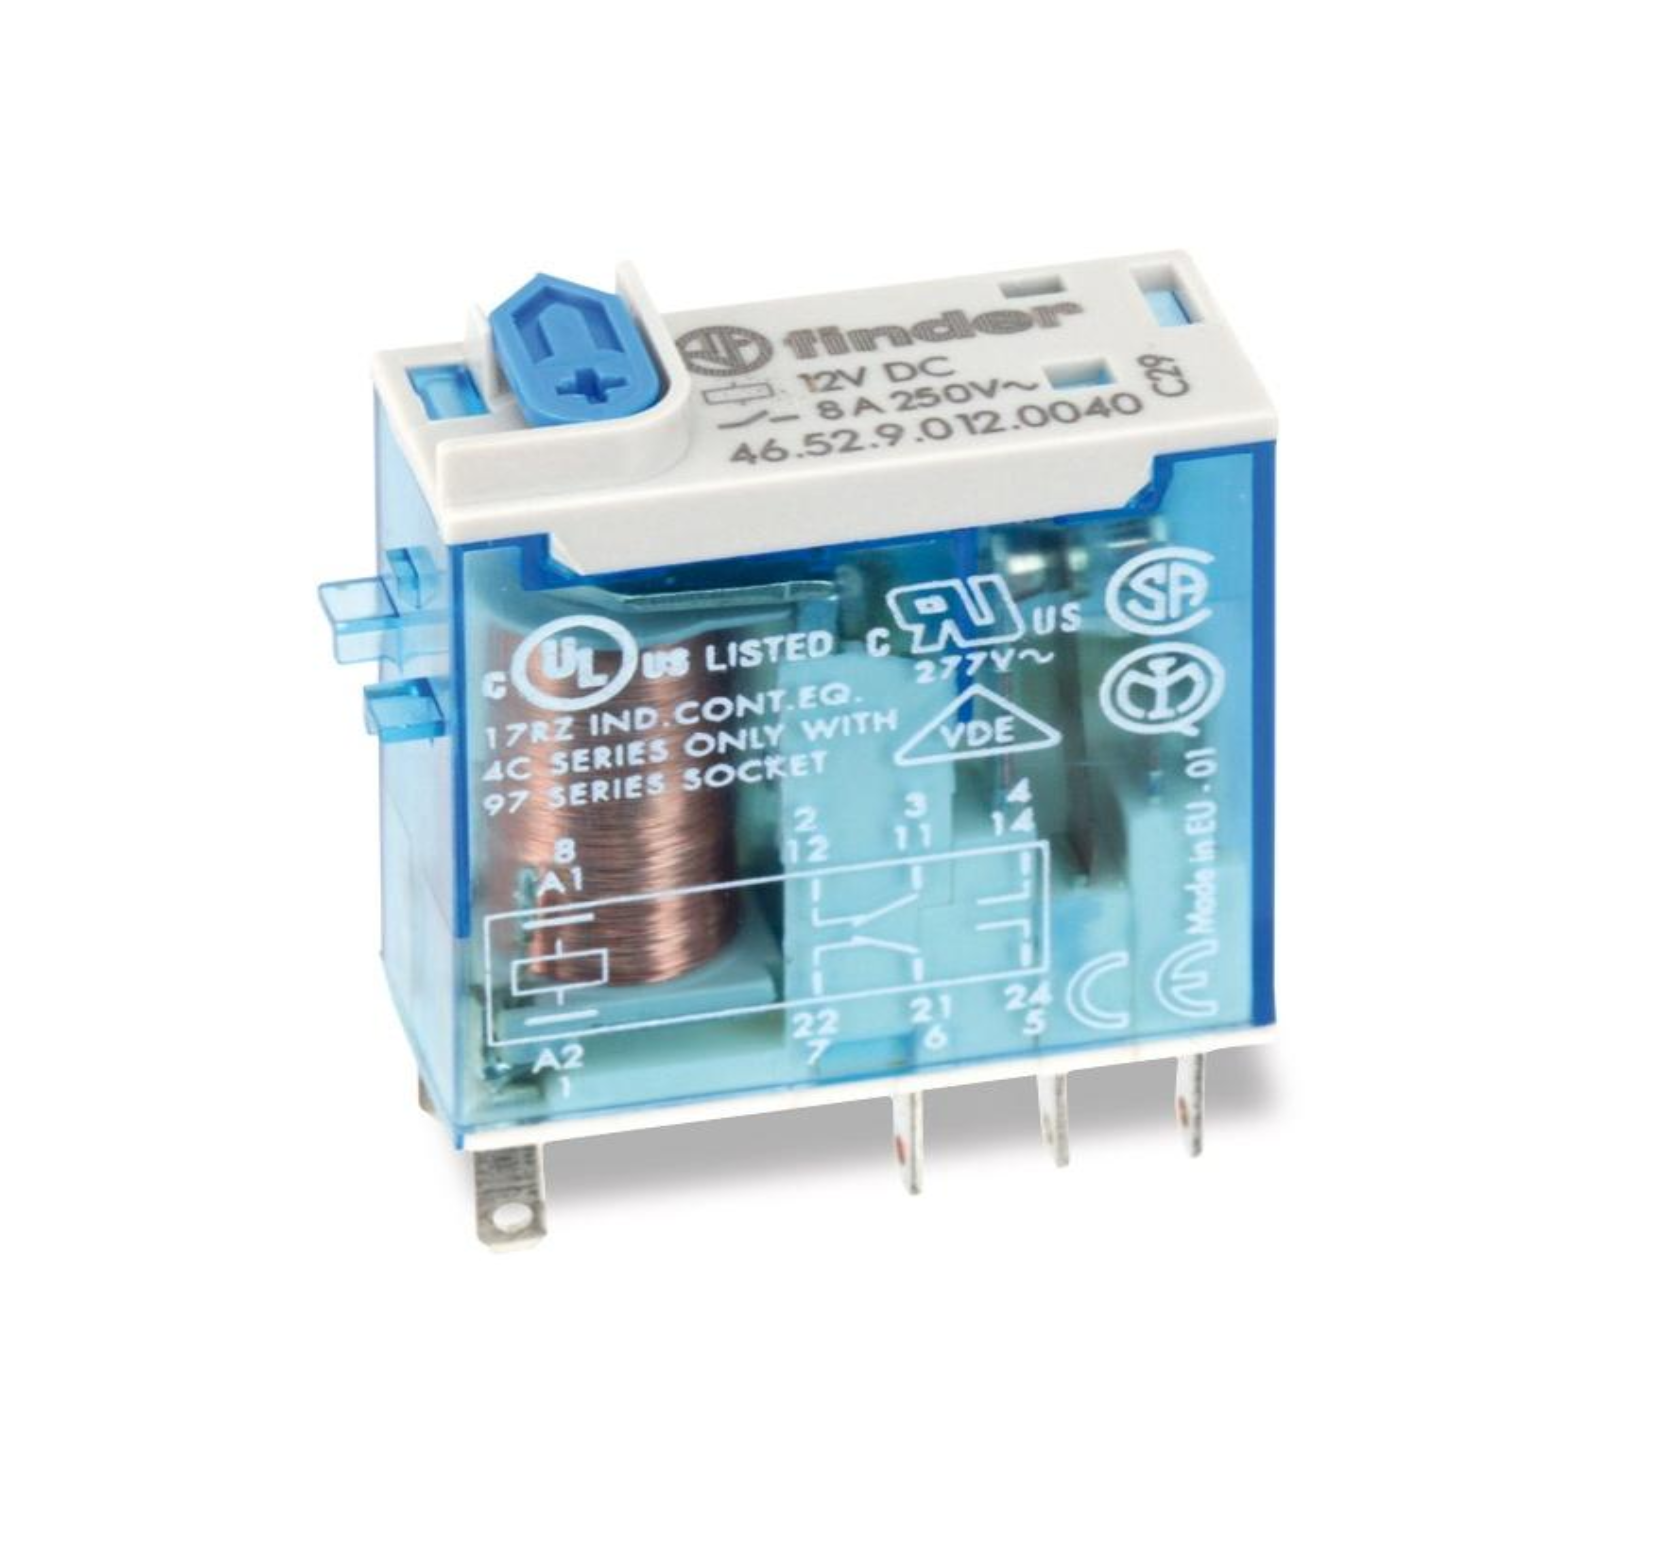 finder
12V DC
8 A 250V~
46.52.9.012.0040
C29
c UL US LISTED
c RU US
277V~
17RZ IND.CONT.EQ.
4C SERIES ONLY WITH
97 SERIES SOCKET
VDE
SA
8
A1
2
12
3
11
4
14
A2
1
22
7
21
6
24
5
CE
Made in EU - 01